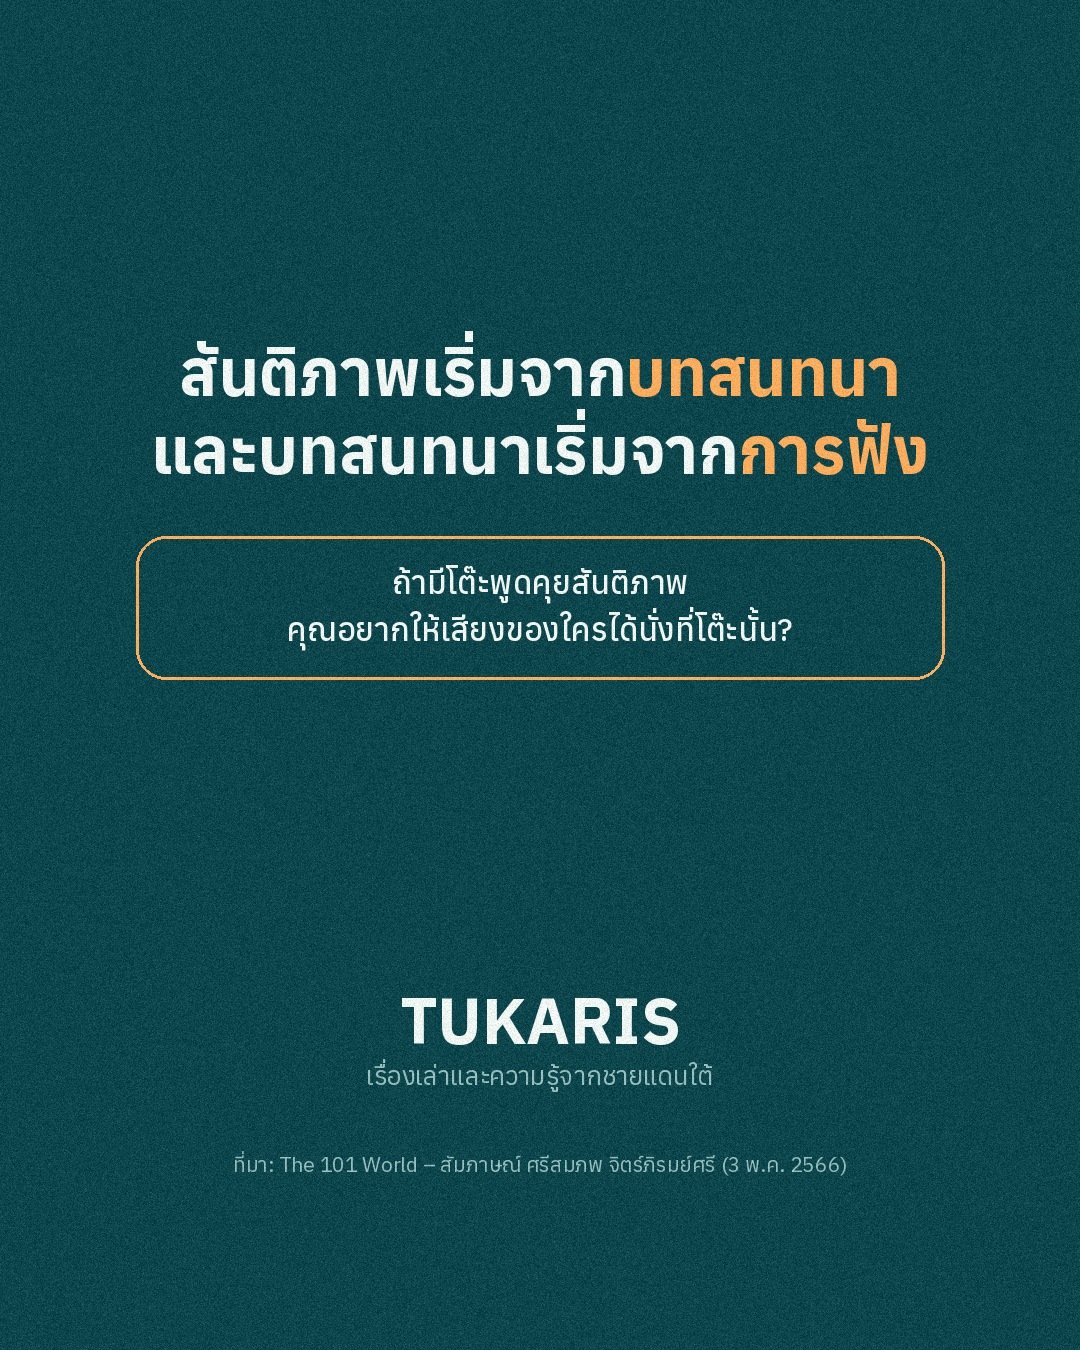 สันติภาพเริ่มจากบทสนทนา
และบทสนทนาเริ่มจากการฟัง
ถ้ามีโต๊ะพูดคุยสันติภาพ
คุณอยากให้เสียงของใครได้นั่งที่โต๊ะนั้น?
TUKARIS
เรื่องเล่าและความรู้จากชายแดนใต้
ที่มา: The 101 World – สัมภาษณ์ ศรีสมภพ จิตร์ภิรมย์ศรี (3 พ.ค. 2566)